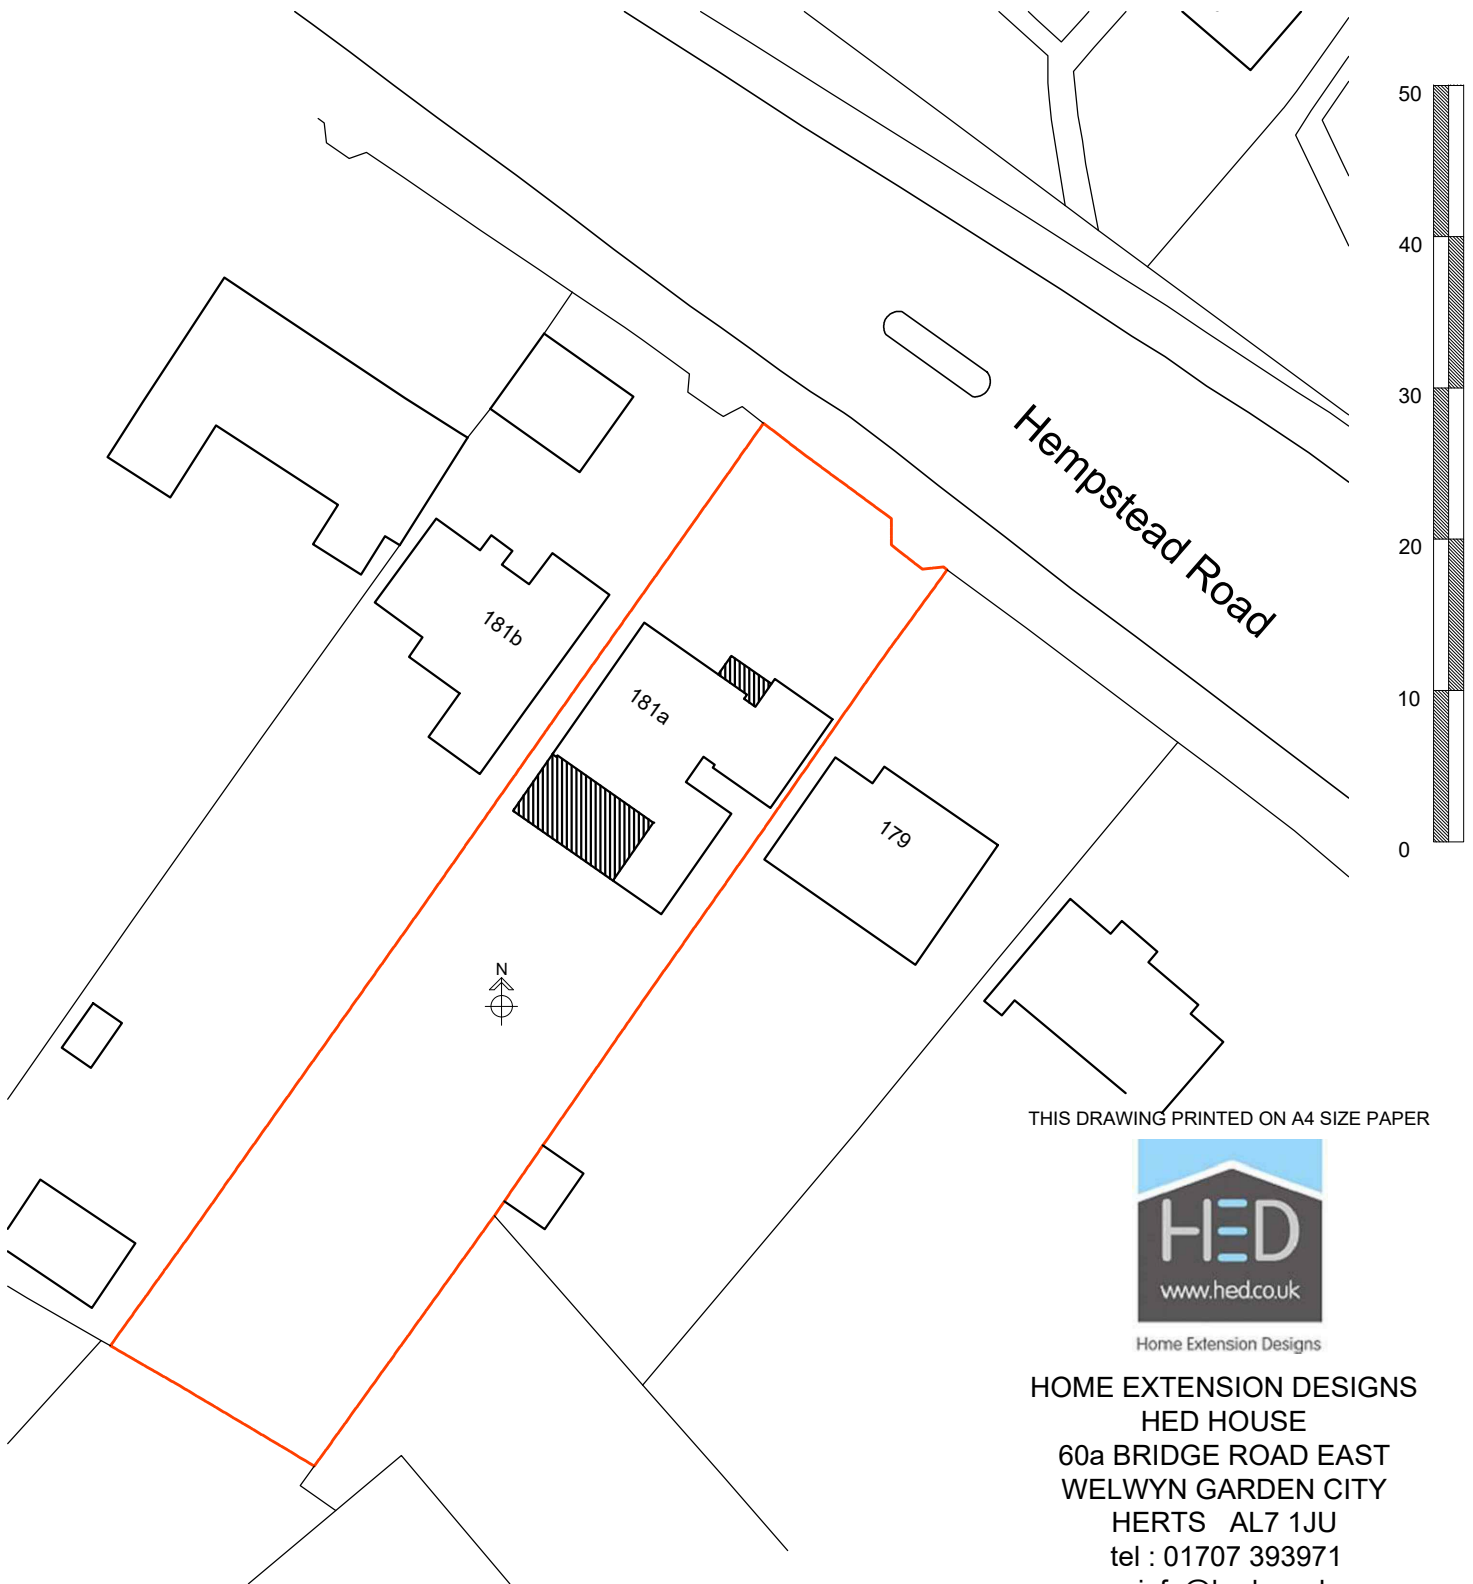 50
40
30
20
10
0
Hempstead Road
181b
181a
179
N
THIS DRAWING PRINTED ON A4 SIZE PAPER
HED
www.hed.co.uk
Home Extension Designs
HOME EXTENSION DESIGNS
HED HOUSE
60a BRIDGE ROAD EAST
WELWYN GARDEN CITY
HERTS AL7 1JU
tel : 01707 393971